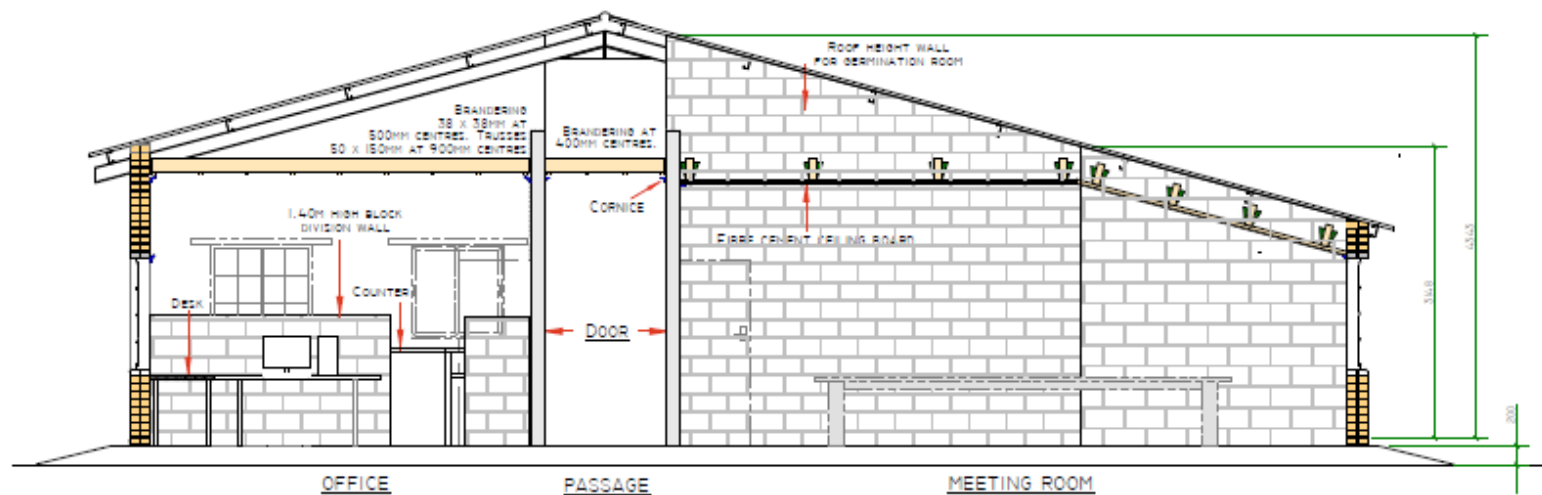 Roof height wall
for germination room
Brandering
38 x 38mm at
500mm centres. Trusses
50 x 150mm at 900mm centres
Brandering at
400mm centres.
Cornice
1.40m high block
division wall
Fibre cement ceiling board
Desk
Counter
Door
4343
3148
200
OFFICE
PASSAGE
MEETING ROOM